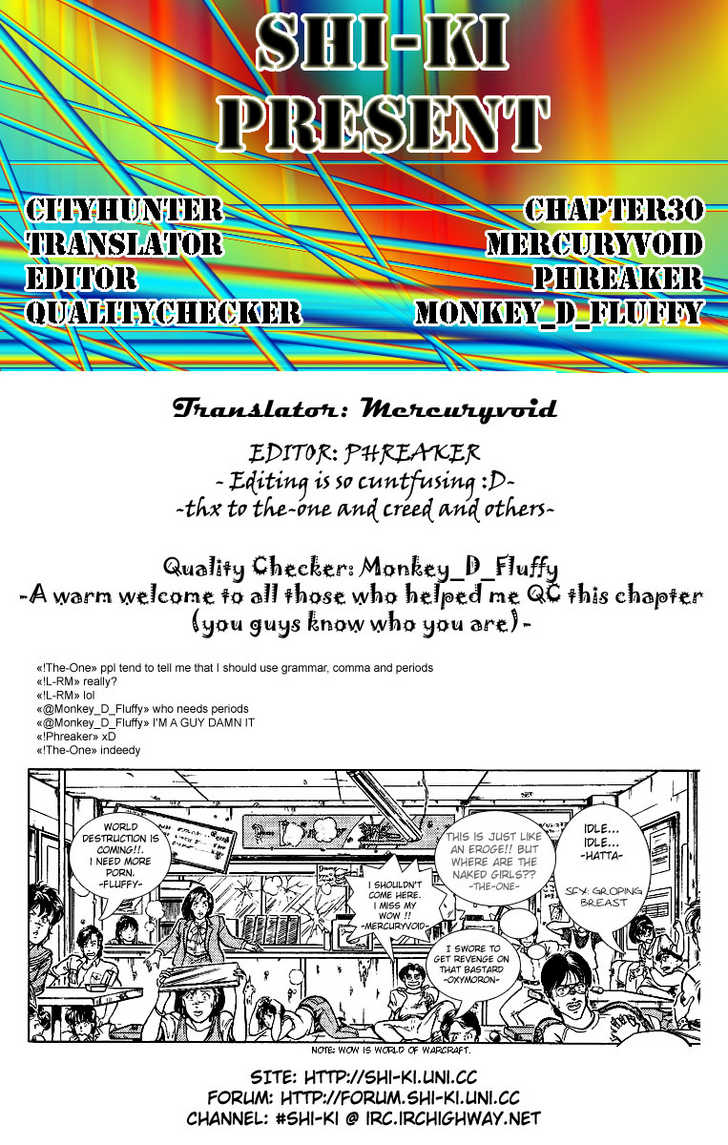 SHI-KI
PRESENT
CITYHUNTER CHAPTER30
TRANSLATOR MERCURYVOID
EDITOR PHREAKER
QUALITYCHECKER MONKEY_D_FLUFFY
Translator: Mercuryvoid
EDITOR: PHREAKER
- Editing is so cuntfusing :D-
-thx to the-one and creed and others-
Quality Checker: Monkey_D_Fluffy
-A warm welcome to all those who helped me QC this chapter
(you guys know who you are)-
«!The-One» ppl tend to tell me that I should use grammar, comma and periods
«!L-RM» really?
«!L-RM» lol
«@Monkey_D_Fluffy» who needs periods
«@Monkey_D_Fluffy» I'M A GUY DAMN IT
«!Phreaker» xD
«!The-One» indeedy
WORLD
DESTRUCTION IS
COMING!!.
I NEED MORE
PORN.
-FLUFFY-
I SHOULDN'T
COME HERE.
I MISS MY
WOW !!
-MERCURYVOID-
THIS IS JUST LIKE
AN EROGE!! BUT
WHERE ARE THE
NAKED GIRLS??
-THE-ONE-
I SWORE TO
GET REVENGE ON
THAT BASTARD
-OXYMORON-
IDLE...
IDLE...
-HATTA-
SFX: GROPING
BREAST
NOTE: WOW IS WORLD OF WARCRAFT.
SITE: HTTP://SHI-KI.UNI.CC
FORUM: HTTP://FORUM.SHI-KI.UNI.CC
CHANNEL: #SHI-KI @ IRC.IRCHIGHWAY.NET